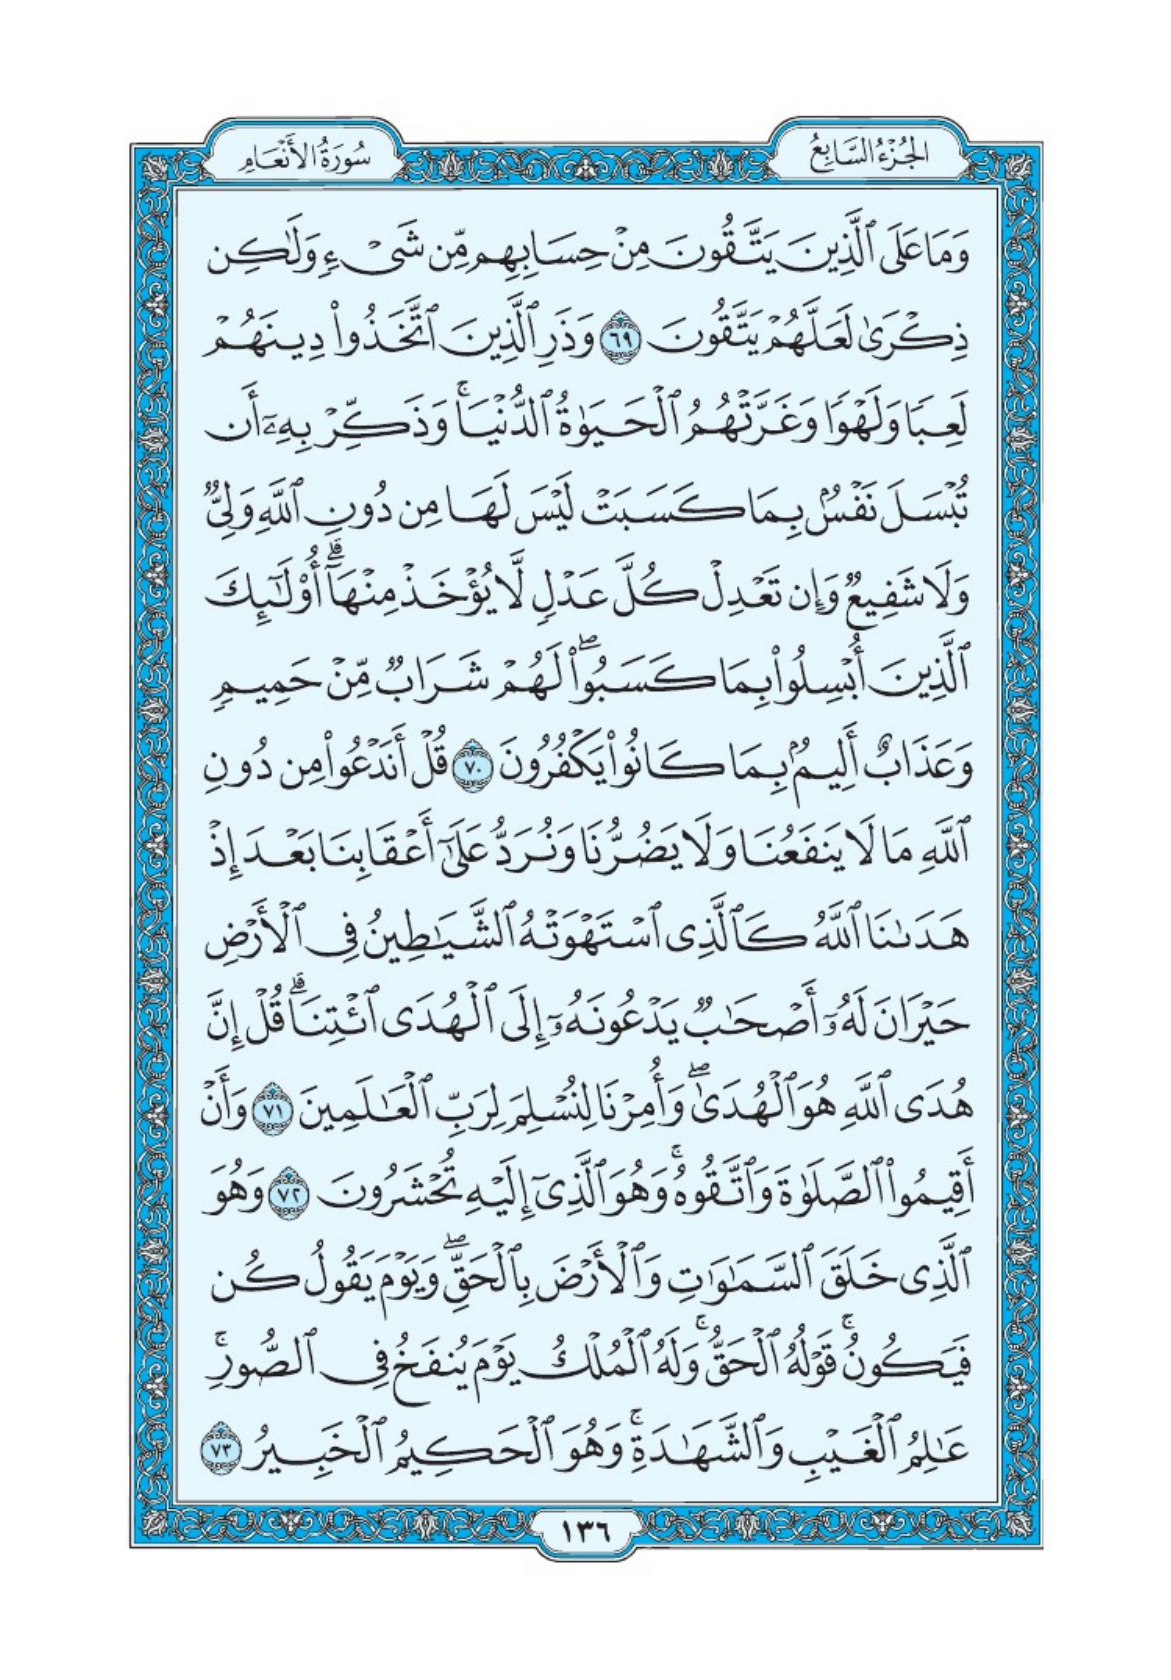 الجُزْءُ السَّابِعُ
سُورَةُ الأَنْعَامِ
وَمَا عَلَى ٱلَّذِينَ يَتَّقُونَ مِنْ حِسَابِهِم مِّن شَىْءٍ وَلَٰكِن
ذِكْرَىٰ لَعَلَّهُمْ يَتَّقُونَ ٦٩ وَذَرِ ٱلَّذِينَ ٱتَّخَذُوا۟ دِينَهُمْ
لَعِبًا وَلَهْوًا وَغَرَّتْهُمُ ٱلْحَيَوٰةُ ٱلدُّنْيَا ۚ وَذَكِّرْ بِهِۦٓ أَن
تُبْسَلَ نَفْسٌۢ بِمَا كَسَبَتْ لَيْسَ لَهَا مِن دُونِ ٱللَّهِ وَلِىٌّ
وَلَا شَفِيعٌ وَإِن تَعْدِلْ كُلَّ عَدْلٍ لَّا يُؤْخَذْ مِنْهَآ ۗ أُو۟لَٰٓئِكَ
ٱلَّذِينَ أُبْسِلُوا۟ بِمَا كَسَبُوا۟ ۖ لَهُمْ شَرَابٌ مِّنْ حَمِيمٍ
وَعَذَابٌ أَلِيمٌۢ بِمَا كَانُوا۟ يَكْفُرُونَ ٧٠ قُلْ أَنَدْعُوا۟ مِن دُونِ
ٱللَّهِ مَا لَا يَنفَعُنَا وَلَا يَضُرُّنَا وَنُرَدُّ عَلَىٰٓ أَعْقَابِنَا بَعْدَ إِذْ
هَدَىٰنَا ٱللَّهُ كَٱلَّذِى ٱسْتَهْوَتْهُ ٱلشَّيَٰطِينُ فِى ٱلْأَرْضِ
حَيْرَانَ لَهُۥٓ أَصْحَٰبٌ يَدْعُونَهُۥٓ إِلَى ٱلْهُدَى ٱئْتِنَا ۗ قُلْ إِنَّ
هُدَى ٱللَّهِ هُوَ ٱلْهُدَىٰ ۖ وَأُمِرْنَا لِنُسْلِمَ لِرَبِّ ٱلْعَٰلَمِينَ ٧١ وَأَنْ
أَقِيمُوا۟ ٱلصَّلَوٰةَ وَٱتَّقُوهُ ۚ وَهُوَ ٱلَّذِىٓ إِلَيْهِ تُحْشَرُونَ ٧٢ وَهُوَ
ٱلَّذِى خَلَقَ ٱلسَّمَٰوَٰتِ وَٱلْأَرْضَ بِٱلْحَقِّ ۖ وَيَوْمَ يَقُولُ كُن
فَيَكُونُ ۚ قَوْلُهُ ٱلْحَقُّ ۚ وَلَهُ ٱلْمُلْكُ يَوْمَ يُنفَخُ فِى ٱلصُّورِ ۚ
عَٰلِمُ ٱلْغَيْبِ وَٱلشَّهَٰدَةِ ۚ وَهُوَ ٱلْحَكِيمُ ٱلْخَبِيرُ ٧٣
١٣٦